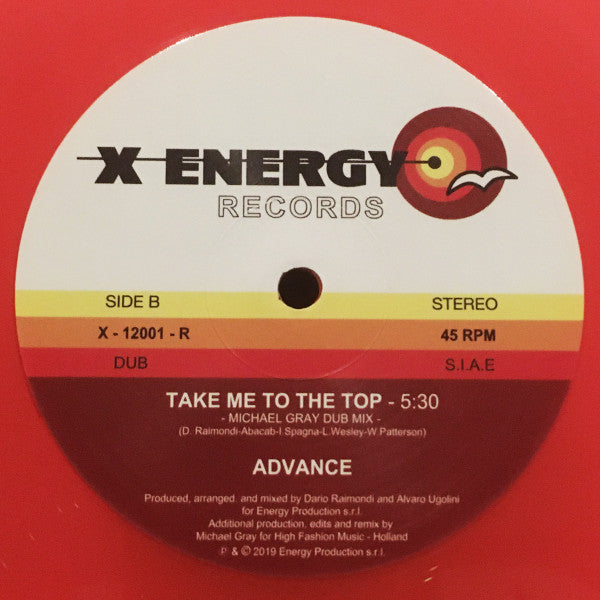 X ENERGY
RECORDS
SIDE B STEREO
X - 12001 - R 45 RPM
DUB S.I.A.E
TAKE ME TO THE TOP - 5:30
- MICHAEL GRAY DUB MIX -
(D. Raimondi-Abacab-I.Spagna-L.Wesley-W.Patterson)
ADVANCE
Produced, arranged. and mixed by Dario Raimondi and Alvaro Ugolini
for Energy Production s.r.l.
Additional production. edits and remix by
Michael Gray for High Fashion Music - Holland
℗ & © 2019 Energy Production s.r.l.